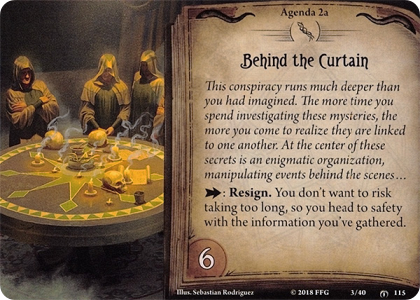 Agenda 2a
Behind the Curtain
This conspiracy runs much deeper than
you had imagined. The more time you
spend investigating these mysteries, the
more you come to realize they are linked
to one another. At the center of these
secrets is an enigmatic organization,
manipulating events behind the scenes…
: Resign. You don't want to risk
taking too long, so you head to safety
with the information you've gathered.
6
Illus. Sebastian Rodriguez © 2018 FFG 3/40 115